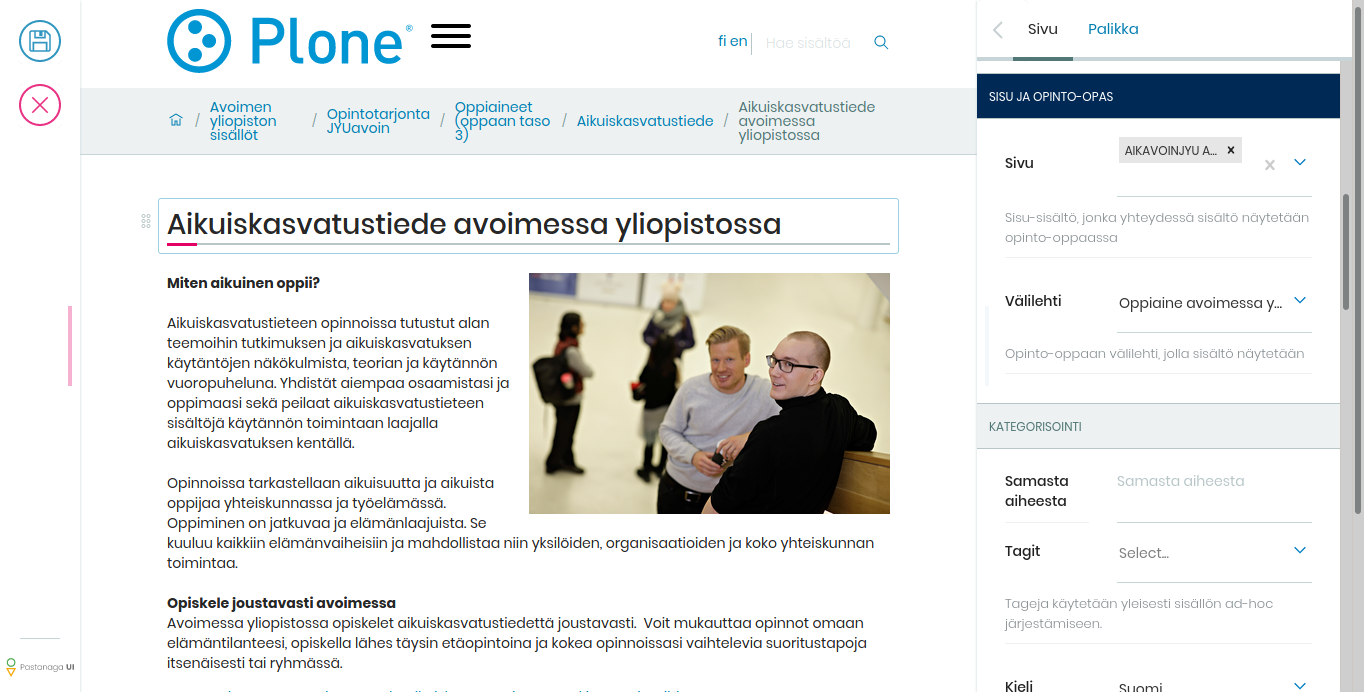 Plone®
fi en
Hae sisältöä
Avoimen
yliopiston
sisällöt
/
Opintotarjonta
JYUavoin
/
Oppiaineet
(oppaan taso
3)
/
Aikuiskasvatustiede
/
Aikuiskasvatustiede
avoimessa
yliopistossa
Aikuiskasvatustiede avoimessa yliopistossa
Miten aikuinen oppii?
Aikuiskasvatustieteen opinnoissa tutustut alan
teemoihin tutkimuksen ja aikuiskasvatuksen
käytäntöjen näkökulmista, teorian ja käytännön
vuoropuheluna. Yhdistät aiempaa osaamistasi ja
oppimaasi sekä peilaat aikuiskasvatustieteen
sisältöjä käytännön toimintaan laajalla
aikuiskasvatuksen kentällä.
Opinnoissa tarkastellaan aikuisuutta ja aikuista
oppijaa yhteiskunnassa ja työelämässä.
Oppiminen on jatkuvaa ja elämänlaajuista. Se
kuuluu kaikkiin elämänvaiheisiin ja mahdollistaa niin yksilöiden, organisaatioiden ja koko yhteiskunnan
toimintaa.
Opiskele joustavasti avoimessa
Avoimessa yliopistossa opiskelet aikuiskasvatustiedettä joustavasti.  Voit mukauttaa opinnot omaan
elämäntilanteesi, opiskella lähes täysin etäopintoina ja kokea opinnoissasi vaihtelevia suoritustapoja
itsenäisesti tai ryhmässä.
Pastanaga UI
Sivu
Palikka
SISU JA OPINTO-OPAS
Sivu
AIKAVOINJYU A...
Sisu-sisältö, jonka yhteydessä sisältö näytetään
opinto-oppaassa
Välilehti
Oppiaine avoimessa y...
Opinto-oppaan välilehti, jolla sisältö näytetään
KATEGORISOINTI
Samasta
aiheesta
Samasta aiheesta
Tagit
Select...
Tageja käytetään yleisesti sisällön ad-hoc
järjestämiseen.
Kieli
Suomi